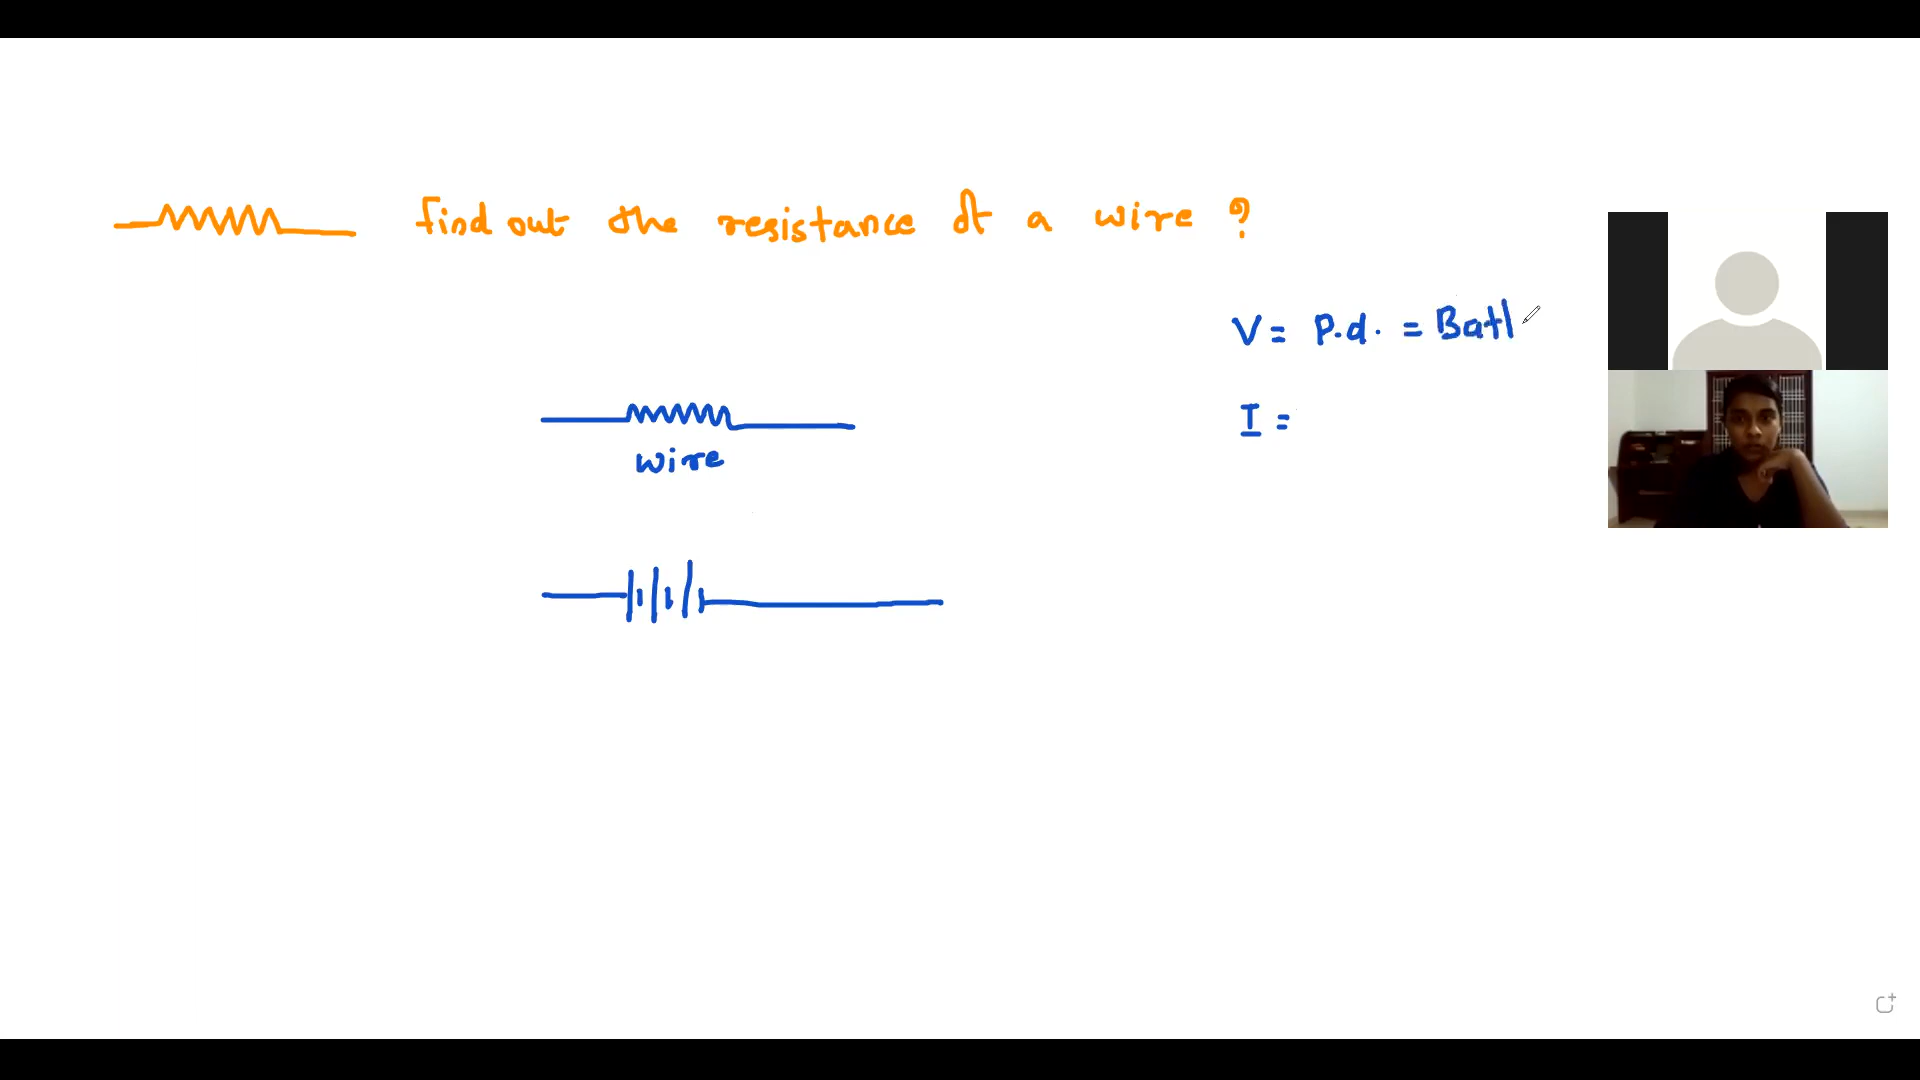 find out the resistance of a wire ?
V = P.d. = Batt
I =
wire